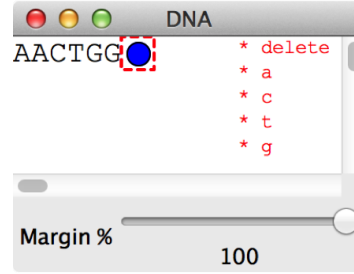 DNA
AACTGG
* delete
* a
* c
* t
* g
Margin %
100